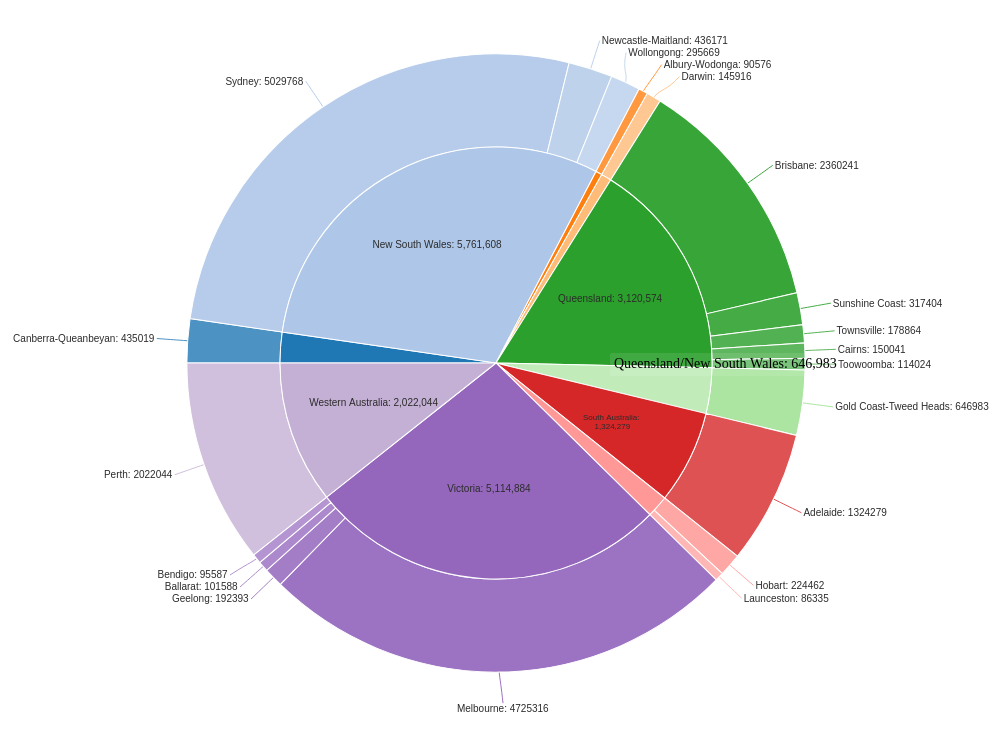 Newcastle-Maitland: 436171
Wollongong: 295669
Albury-Wodonga: 90576
Darwin: 145916
Sydney: 5029768
Brisbane: 2360241
New South Wales: 5,761,608
Queensland: 3,120,574
Sunshine Coast: 317404
Townsville: 178864
Canberra-Queanbeyan: 435019
Cairns: 150041
Queensland/New South Wales: 646,983
Toowoomba: 114024
Western Australia: 2,022,044
Gold Coast-Tweed Heads: 646983
South Australia:
1,324,279
Perth: 2022044
Victoria: 5,114,884
Adelaide: 1324279
Bendigo: 95587
Ballarat: 101588
Geelong: 192393
Hobart: 224462
Launceston: 86335
Melbourne: 4725316